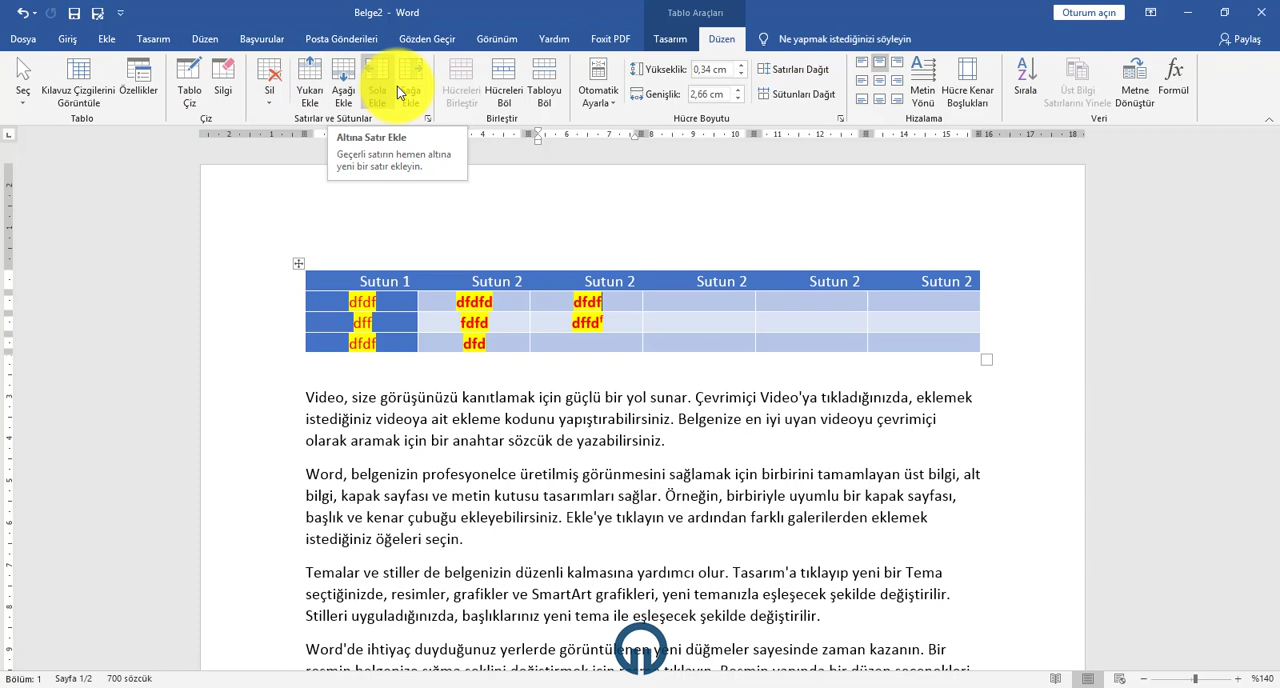 Belge2 - Word
Tablo Araçları
Oturum açın
Dosya Giriş Ekle Tasarım Düzen Başvurular Posta Gönderileri Gözden Geçir Görünüm Yardım Foxit PDF Tasarım Düzen Ne yapmak istediğinizi söyleyin Paylaş
Seç
Kılavuz Çizgilerini
Görüntüle
Özellikler
Tablo
Tablo
Çiz
Silgi
Çiz
Sil
Yukarı
Ekle
Aşağı
Ekle
Sola
Ekle
Ekle
Satırlar ve Sütunlar
Hücreleri
Birleştir
Hücreleri
Böl
Tabloyu
Böl
Birleştir
Otomatik
Ayarla
Yükseklik: 0,34 cm
Genişlik: 2,66 cm
Satırları Dağıt
Sütunları Dağıt
Hücre Boyutu
Metin
Yönü
Hücre Kenar
Boşlukları
Hizalama
Sırala
Üst Bilgi
Satırlarını Yinele
Metne
Dönüştür
Formül
Veri
Altına Satır Ekle
Geçerli satırın hemen altına
yeni bir satır ekleyin.
Sutun 1 Sutun 2 Sutun 2 Sutun 2 Sutun 2 Sutun 2
dfdf dfdfd dfdf
dff fdfd dffdf
dfdf dfd
Video, size görüşünüzü kanıtlamak için güçlü bir yol sunar. Çevrimiçi Video'ya tıkladığınızda, eklemek
istediğiniz videoya ait ekleme kodunu yapıştırabilirsiniz. Belgenize en iyi uyan videoyu çevrimiçi
olarak aramak için bir anahtar sözcük de yazabilirsiniz.
Word, belgenizin profesyonelce üretilmiş görünmesini sağlamak için birbirini tamamlayan üst bilgi, alt
bilgi, kapak sayfası ve metin kutusu tasarımları sağlar. Örneğin, birbiriyle uyumlu bir kapak sayfası,
başlık ve kenar çubuğu ekleyebilirsiniz. Ekle'ye tıklayın ve ardından farklı galerilerden eklemek
istediğiniz öğeleri seçin.
Temalar ve stiller de belgenizin düzenli kalmasına yardımcı olur. Tasarım'a tıklayıp yeni bir Tema
seçtiğinizde, resimler, grafikler ve SmartArt grafikleri, yeni temanızla eşleşecek şekilde değiştirilir.
Stilleri uyguladığınızda, başlıklarınız yeni tema ile eşleşecek şekilde değiştirilir.
Word'de ihtiyaç duyduğunuz yerlerde görüntülenen yeni düğmeler sayesinde zaman kazanın. Bir
Bölüm: 1 Sayfa 1/2 700 sözcük %140